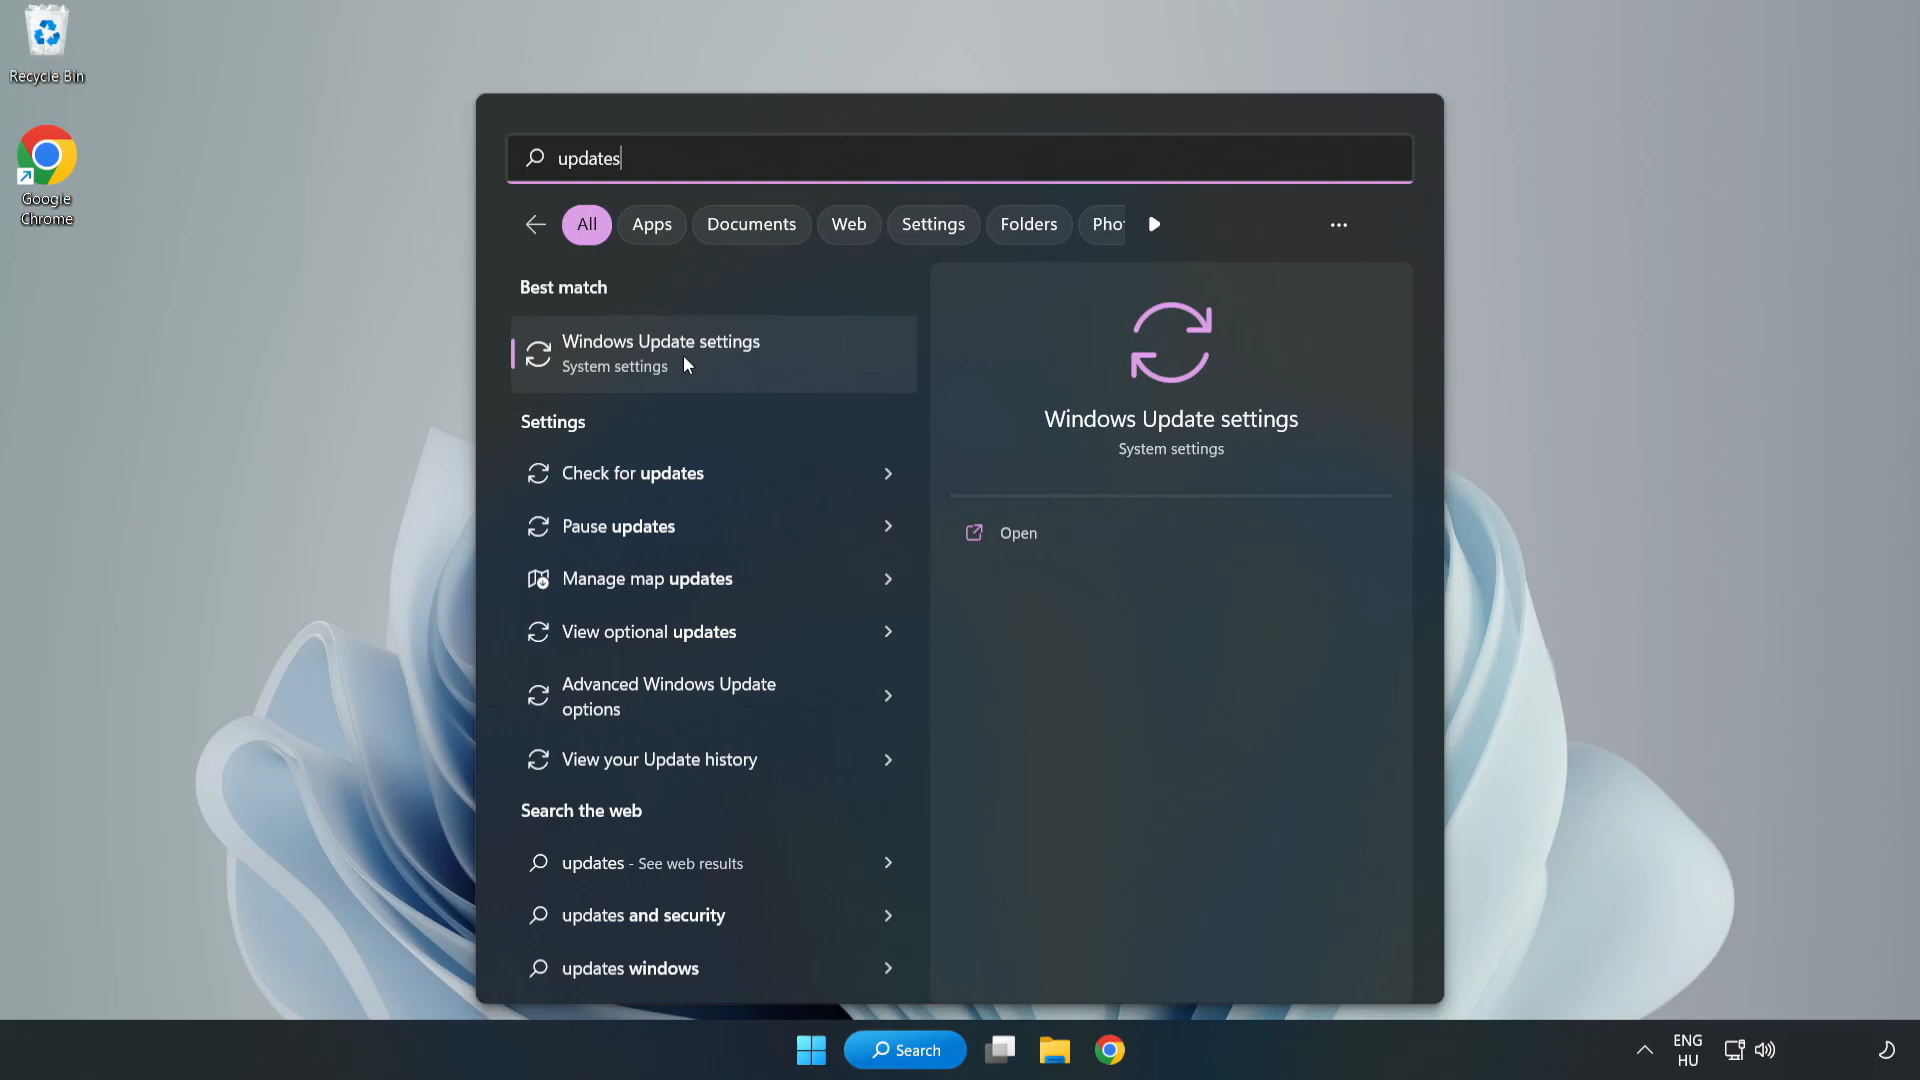 Recycle Bin
Google
Chrome
updates
All
Apps
Documents
Web
Settings
Folders
Pho
Best match
Windows Update settings
System settings
Settings
Check for updates
Pause updates
Manage map updates
View optional updates
Advanced Windows Update
options
View your Update history
Search the web
updates - See web results
updates and security
updates windows
Windows Update settings
System settings
Open
Search
ENG
HU